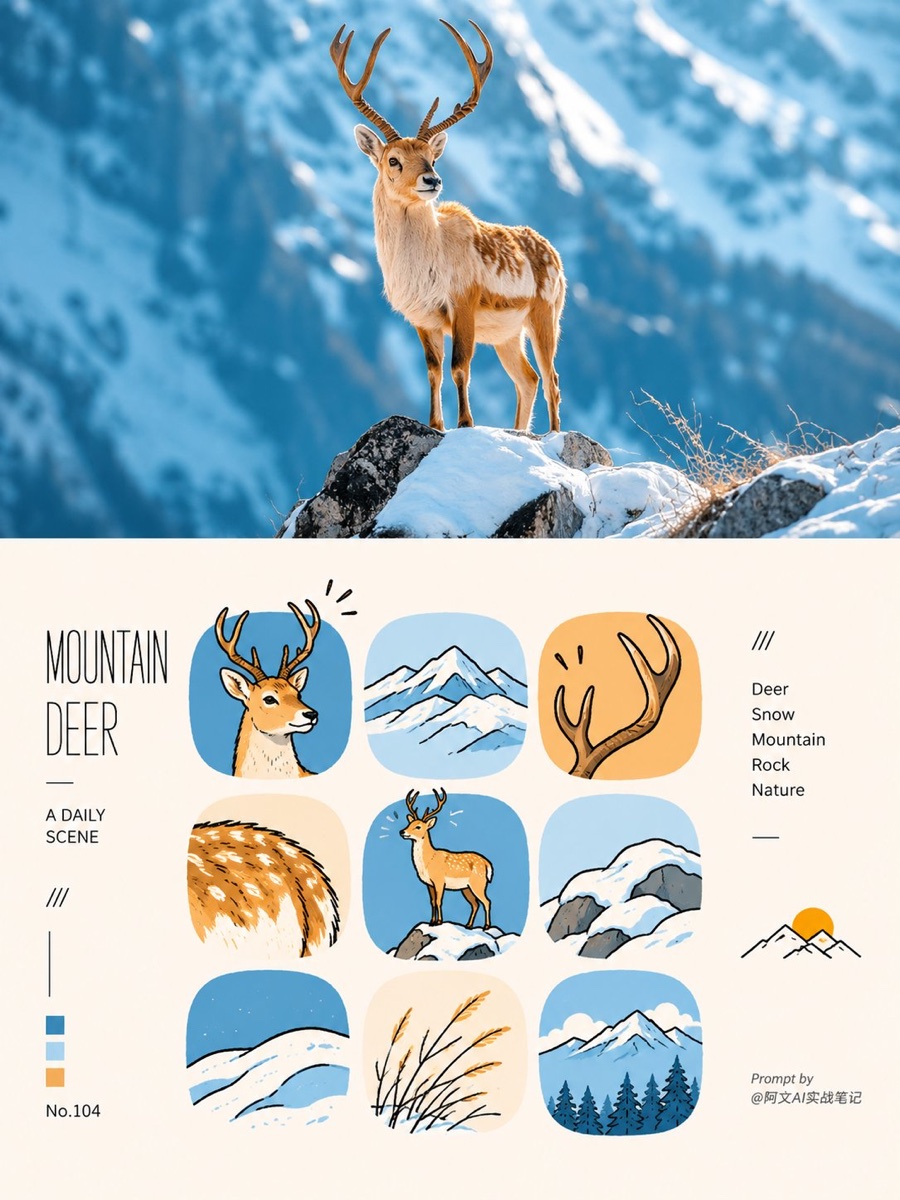 MOUNTAIN
DEER
A DAILY
SCENE
No.104
Deer
Snow
Mountain
Rock
Nature
Prompt by
@阿文AI实战笔记